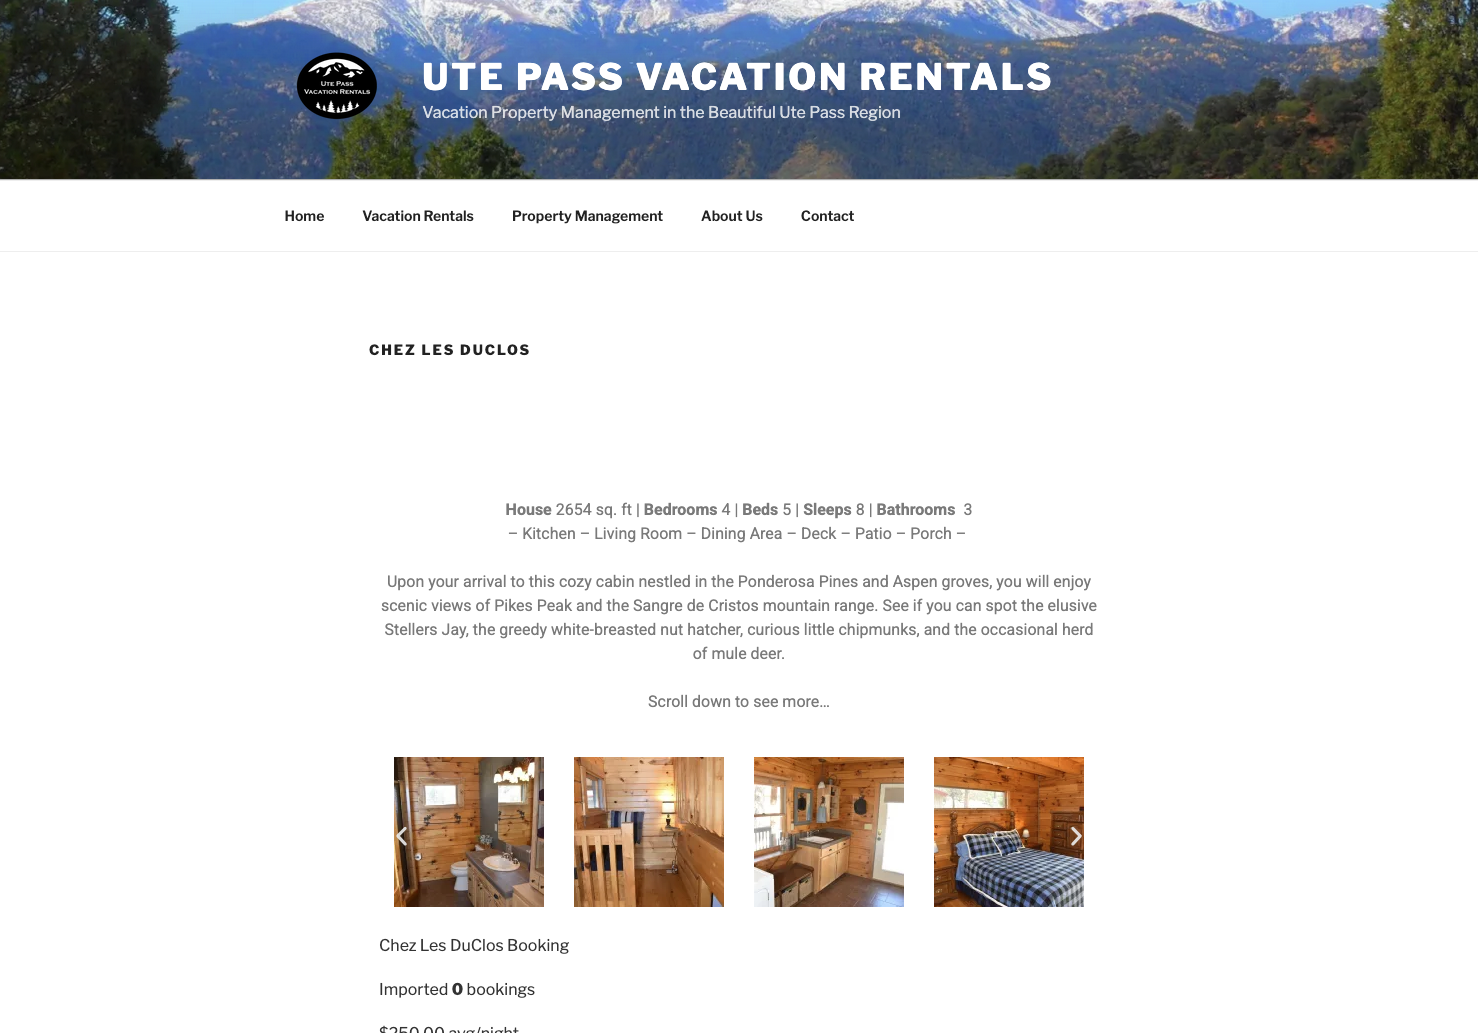 UTE PASS
VACATION RENTALS
UTE PASS VACATION RENTALS
Vacation Property Management in the Beautiful Ute Pass Region
Home
Vacation Rentals
Property Management
About Us
Contact
CHEZ LES DUCLOS
House 2654 sq. ft | Bedrooms 4 | Beds 5 | Sleeps 8 | Bathrooms 3
– Kitchen – Living Room – Dining Area – Deck – Patio – Porch –
Upon your arrival to this cozy cabin nestled in the Ponderosa Pines and Aspen groves, you will enjoy
scenic views of Pikes Peak and the Sangre de Cristos mountain range. See if you can spot the elusive
Stellers Jay, the greedy white-breasted nut hatcher, curious little chipmunks, and the occasional herd
of mule deer.
Scroll down to see more…
Chez Les DuClos Booking
Imported 0 bookings
$250.00 avg/night